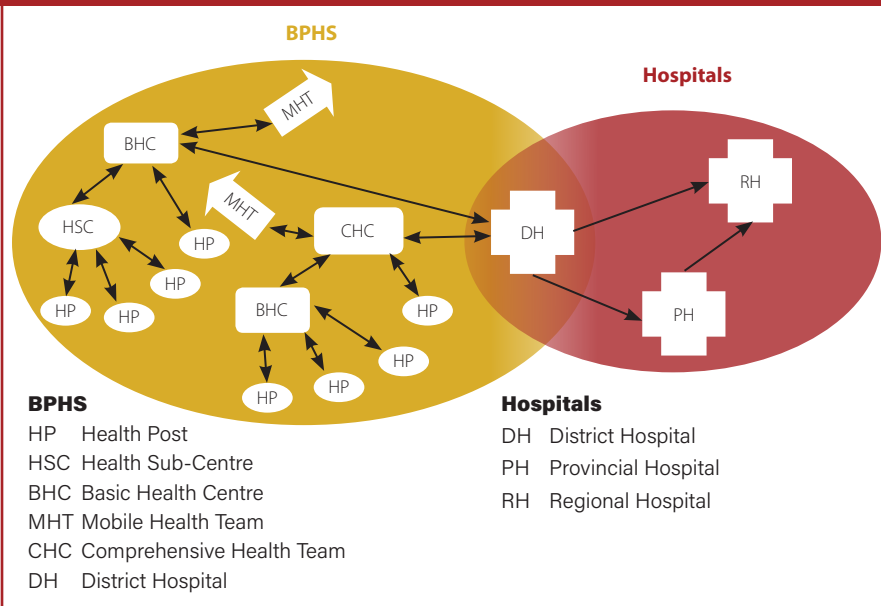 BPHS
Hospitals
MHT
BHC
MHT
HSC
HP
CHC
DH
RH
HP
HP
HP
BHC
HP
PH
HP
HP
HP
BPHS
HP Health Post
HSC Health Sub-Centre
BHC Basic Health Centre
MHT Mobile Health Team
CHC Comprehensive Health Team
DH District Hospital
Hospitals
DH District Hospital
PH Provincial Hospital
RH Regional Hospital